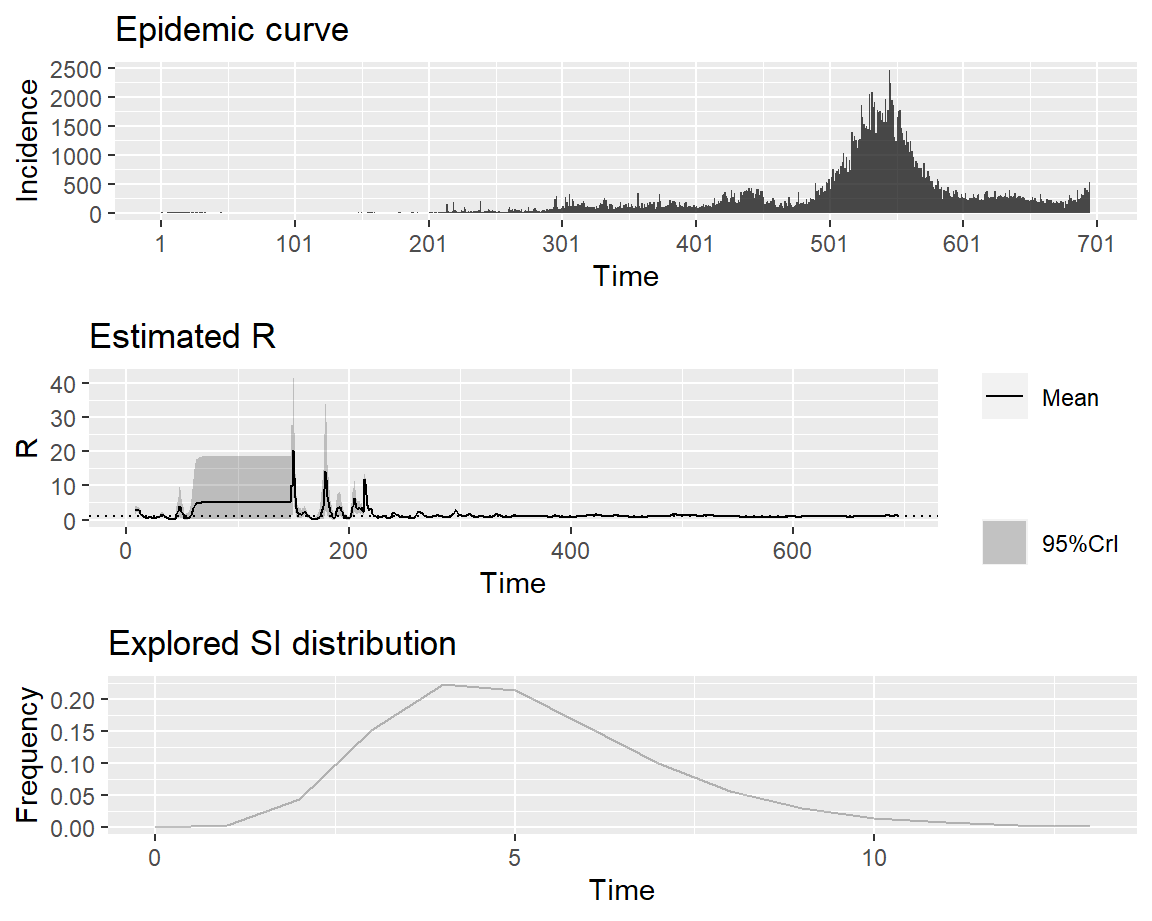 Epidemic curve
2500
2000
1500
1000
500
0
Incidence
1 101 201 301 401 501 601 701
Time
Estimated R
40
30
20
10
0
R
0 200 400 600
Time
Mean
95%CrI
Explored SI distribution
0.20
0.15
0.10
0.05
0.00
Frequency
0 5 10
Time